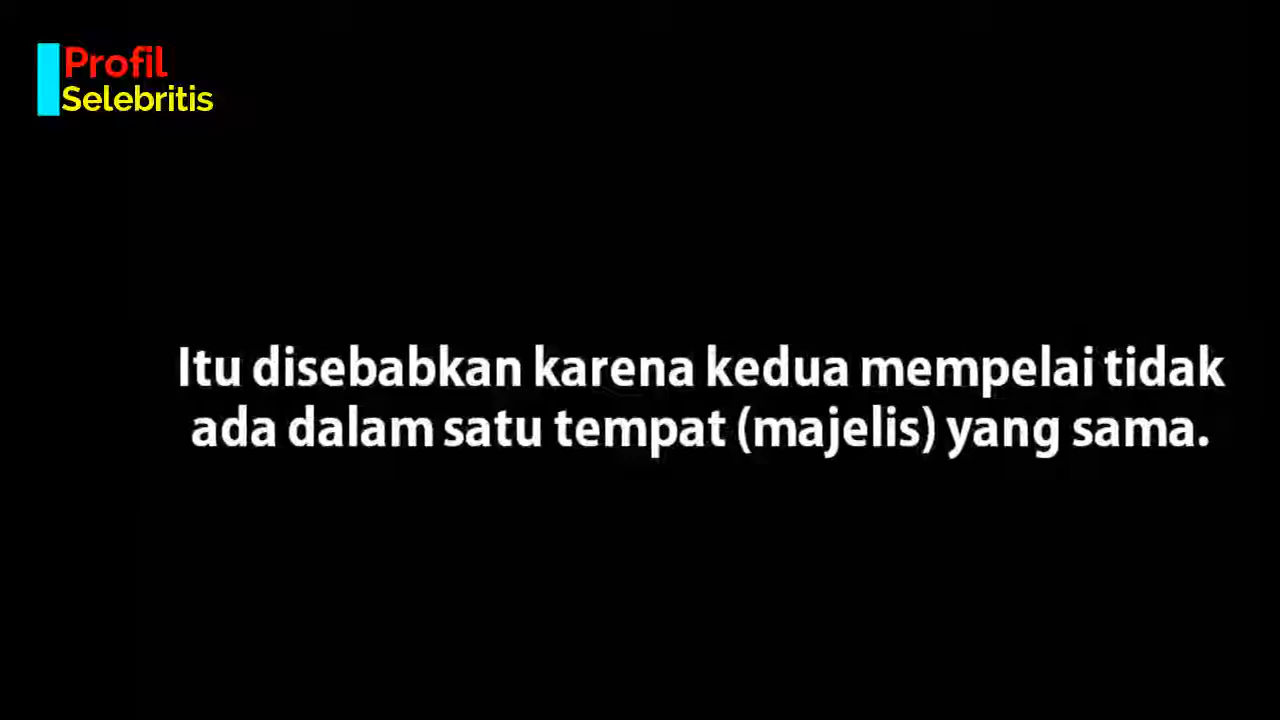 Profil
Selebritis
Itu disebabkan karena kedua mempelai tidak
ada dalam satu tempat (majelis) yang sama.